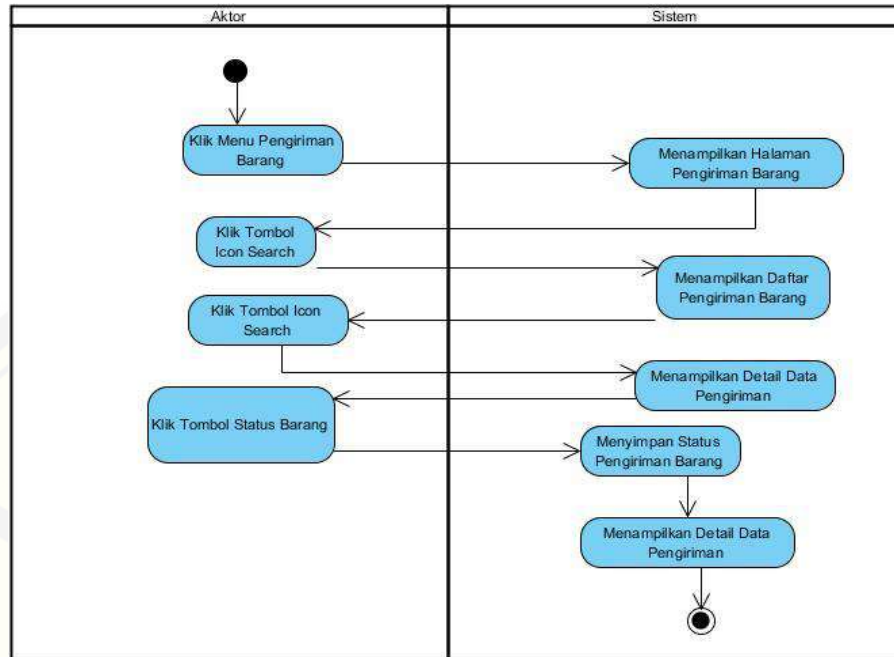 Aktor
Sistem
Klik Menu Pengiriman
Barang
Menampilkan Halaman
Pengiriman Barang
Klik Tombol
Icon Search
Menampilkan Daftar
Pengiriman Barang
Klik Tombol Icon
Search
Menampilkan Detail Data
Pengiriman
Klik Tombol Status Barang
Menyimpan Status
Pengiriman Barang
Menampilkan Detail Data
Pengiriman